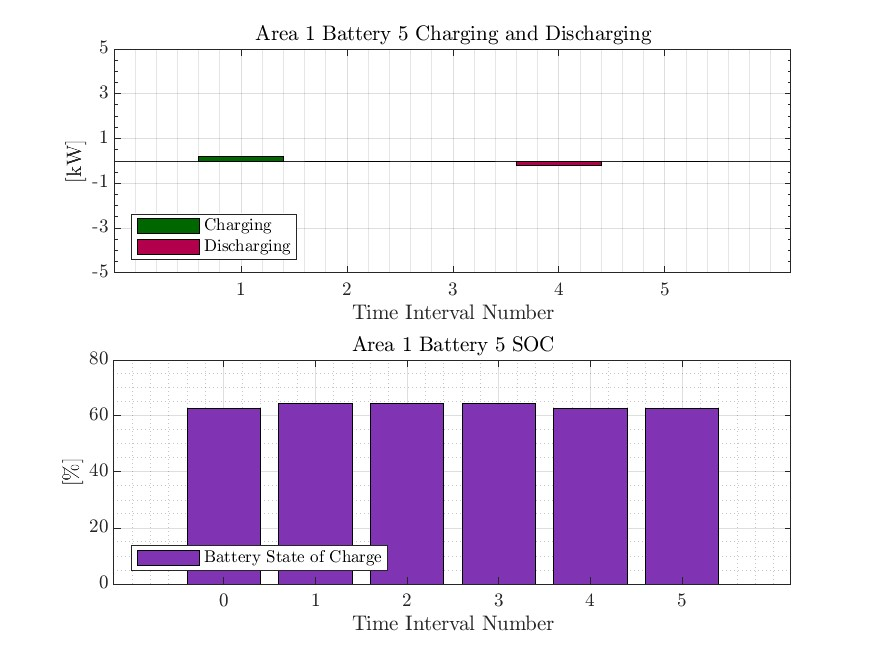 Area 1 Battery 5 Charging and Discharging
5
3
1
-1
-3
-5
[kW]
Charging
Discharging
1 2 3 4 5
Time Interval Number
Area 1 Battery 5 SOC
80
60
40
20
0
[%]
Battery State of Charge
0 1 2 3 4 5
Time Interval Number